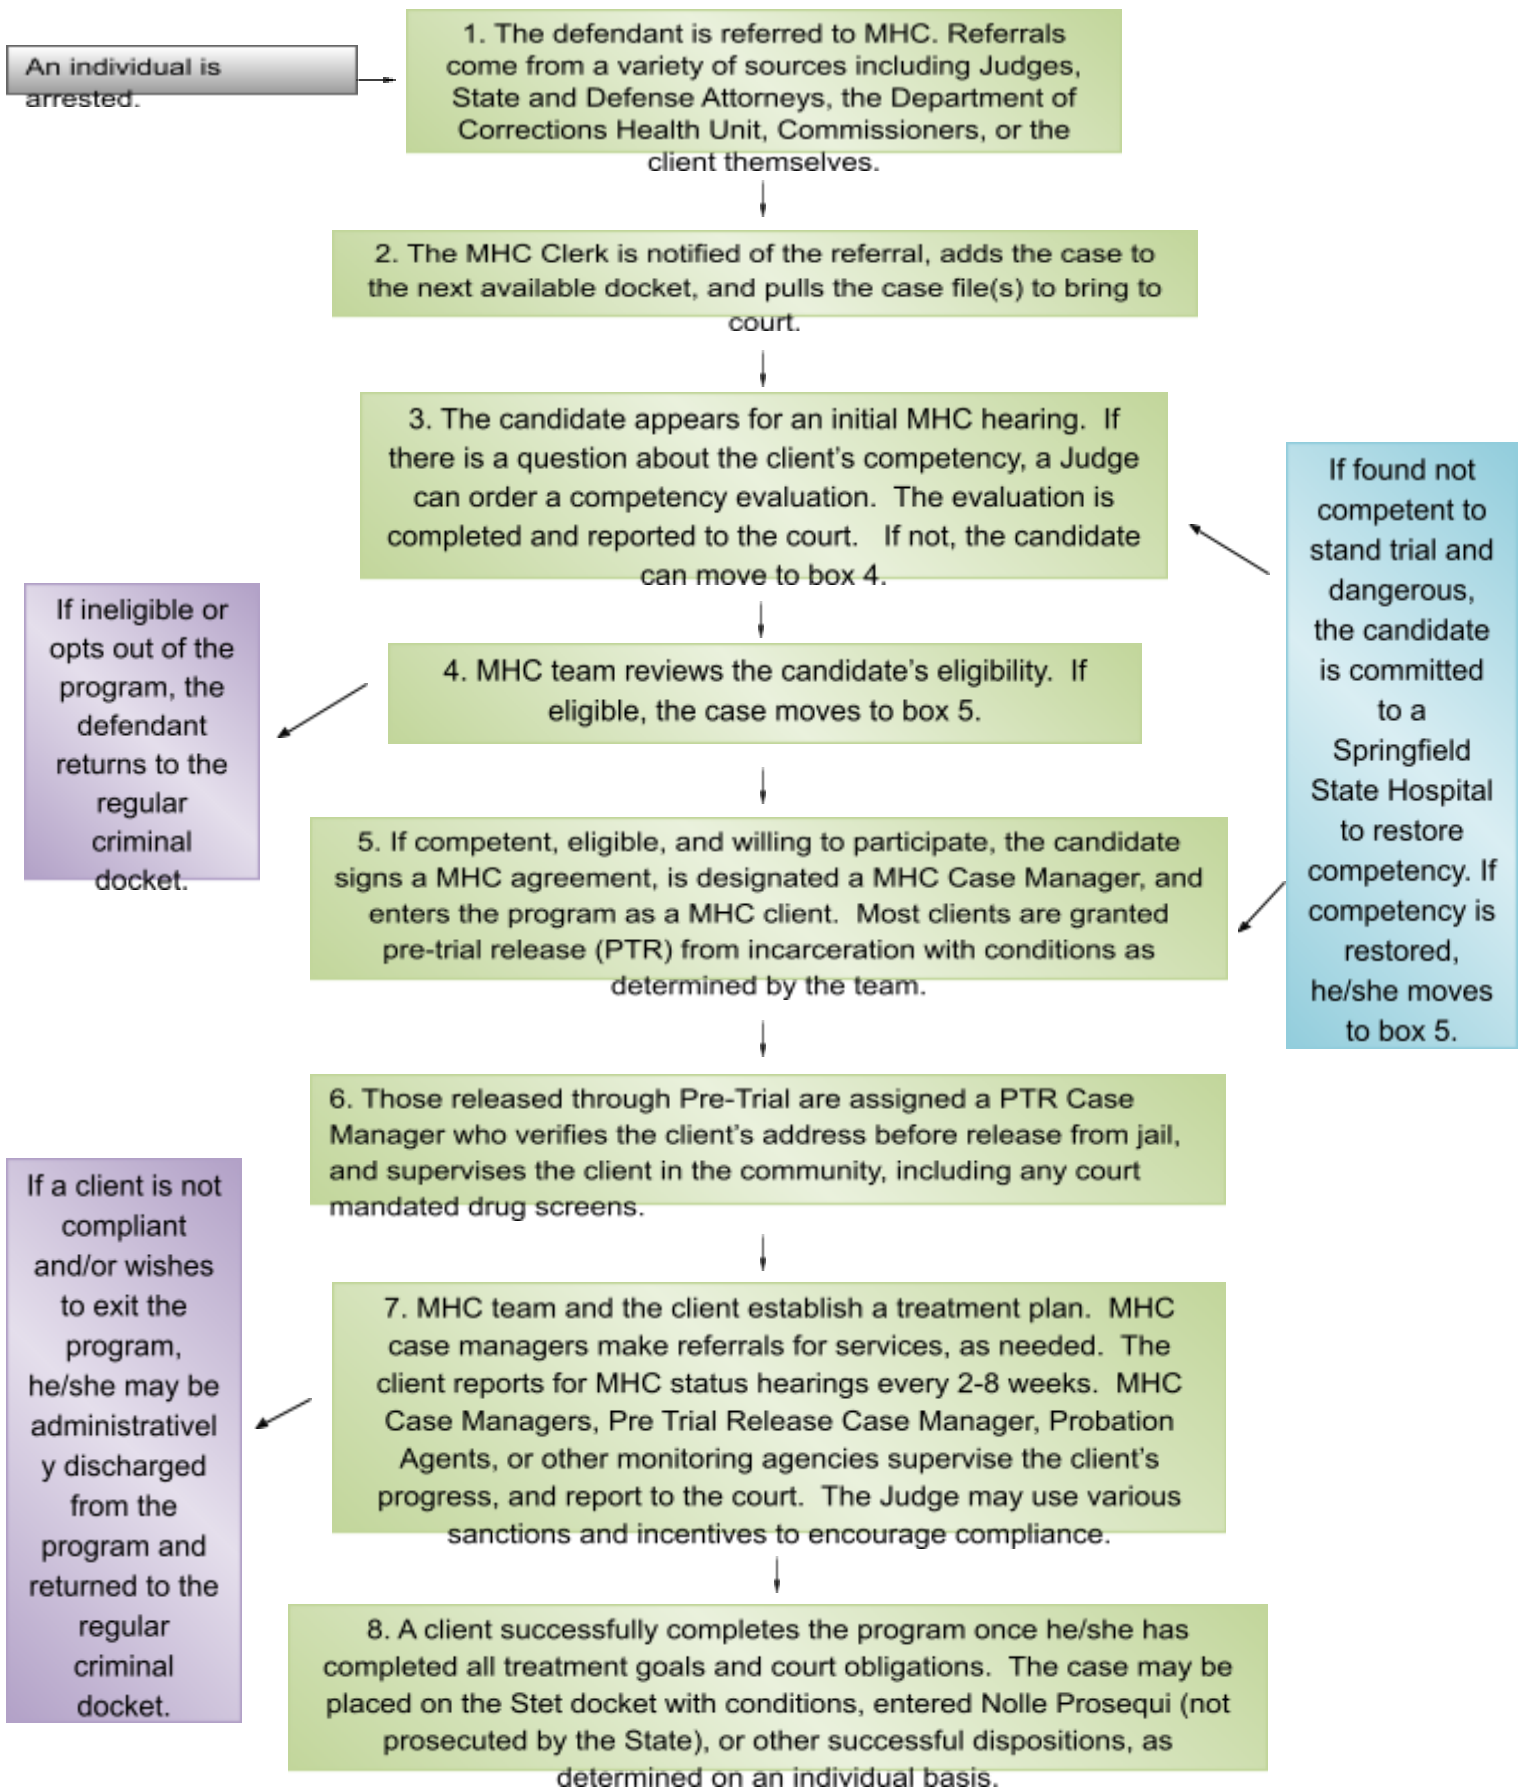 An individual is
arrested.
1. The defendant is referred to MHC. Referrals
come from a variety of sources including Judges,
State and Defense Attorneys, the Department of
Corrections Health Unit, Commissioners, or the
client themselves.
2. The MHC Clerk is notified of the referral, adds the case to
the next available docket, and pulls the case file(s) to bring to
court.
3. The candidate appears for an initial MHC hearing.  If
there is a question about the client's competency, a Judge
can order a competency evaluation.  The evaluation is
completed and reported to the court.   If not, the candidate
can move to box 4.
If found not
competent to
stand trial and
dangerous,
the candidate
is committed
to a
Springfield
State Hospital
to restore
competency. If
competency is
restored,
he/she moves
to box 5.
If ineligible or
opts out of the
program, the
defendant
returns to the
regular
criminal
docket.
4. MHC team reviews the candidate's eligibility.  If
eligible, the case moves to box 5.
5. If competent, eligible, and willing to participate, the candidate
signs a MHC agreement, is designated a MHC Case Manager, and
enters the program as a MHC client.  Most clients are granted
pre-trial release (PTR) from incarceration with conditions as
determined by the team.
6. Those released through Pre-Trial are assigned a PTR Case
Manager who verifies the client's address before release from jail,
and supervises the client in the community, including any court
mandated drug screens.
If a client is not
compliant
and/or wishes
to exit the
program,
he/she may be
administrativel
y discharged
from the
program and
returned to the
regular
criminal
docket.
7. MHC team and the client establish a treatment plan.  MHC
case managers make referrals for services, as needed.  The
client reports for MHC status hearings every 2-8 weeks.  MHC
Case Managers, Pre Trial Release Case Manager, Probation
Agents, or other monitoring agencies supervise the client's
progress, and report to the court.  The Judge may use various
sanctions and incentives to encourage compliance.
8. A client successfully completes the program once he/she has
completed all treatment goals and court obligations.  The case may be
placed on the Stet docket with conditions, entered Nolle Prosequi (not
prosecuted by the State), or other successful dispositions, as
determined on an individual basis.